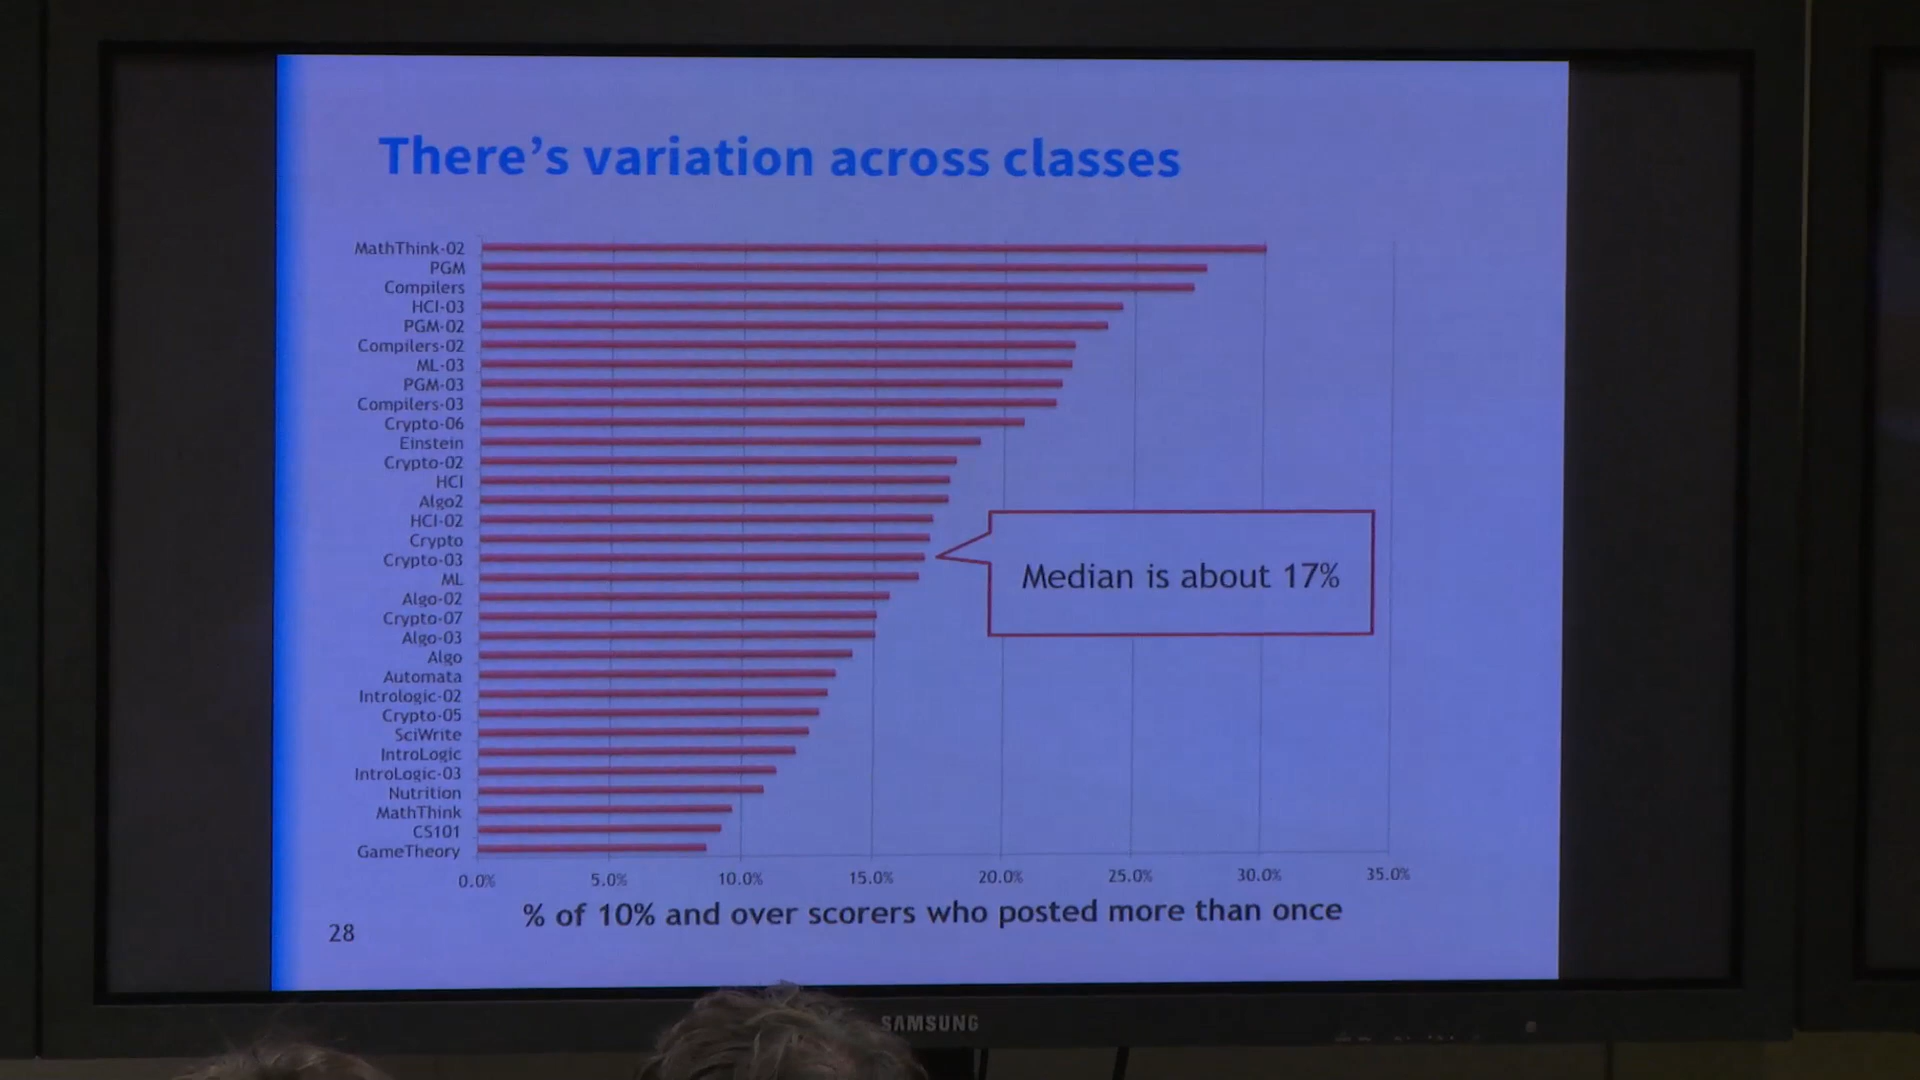 There's variation across classes
MathThink-02
PGM
Compilers
HCI-03
PGM-02
Compilers-02
ML-03
PGM-03
Compilers-03
Crypto-06
Einstein
Crypto-02
HCI
Algo2
HCI-02
Crypto
Crypto-03
ML
Algo-02
Crypto-07
Algo-03
Algo
Automata
Intrologic-02
Crypto-05
SciWrite
IntroLogic
IntroLogic-03
Nutrition
MathThink
CS101
GameTheory
Median is about 17%
0.0% 5.0% 10.0% 15.0% 20.0% 25.0% 30.0% 35.0%
% of 10% and over scorers who posted more than once
28
SAMSUNG